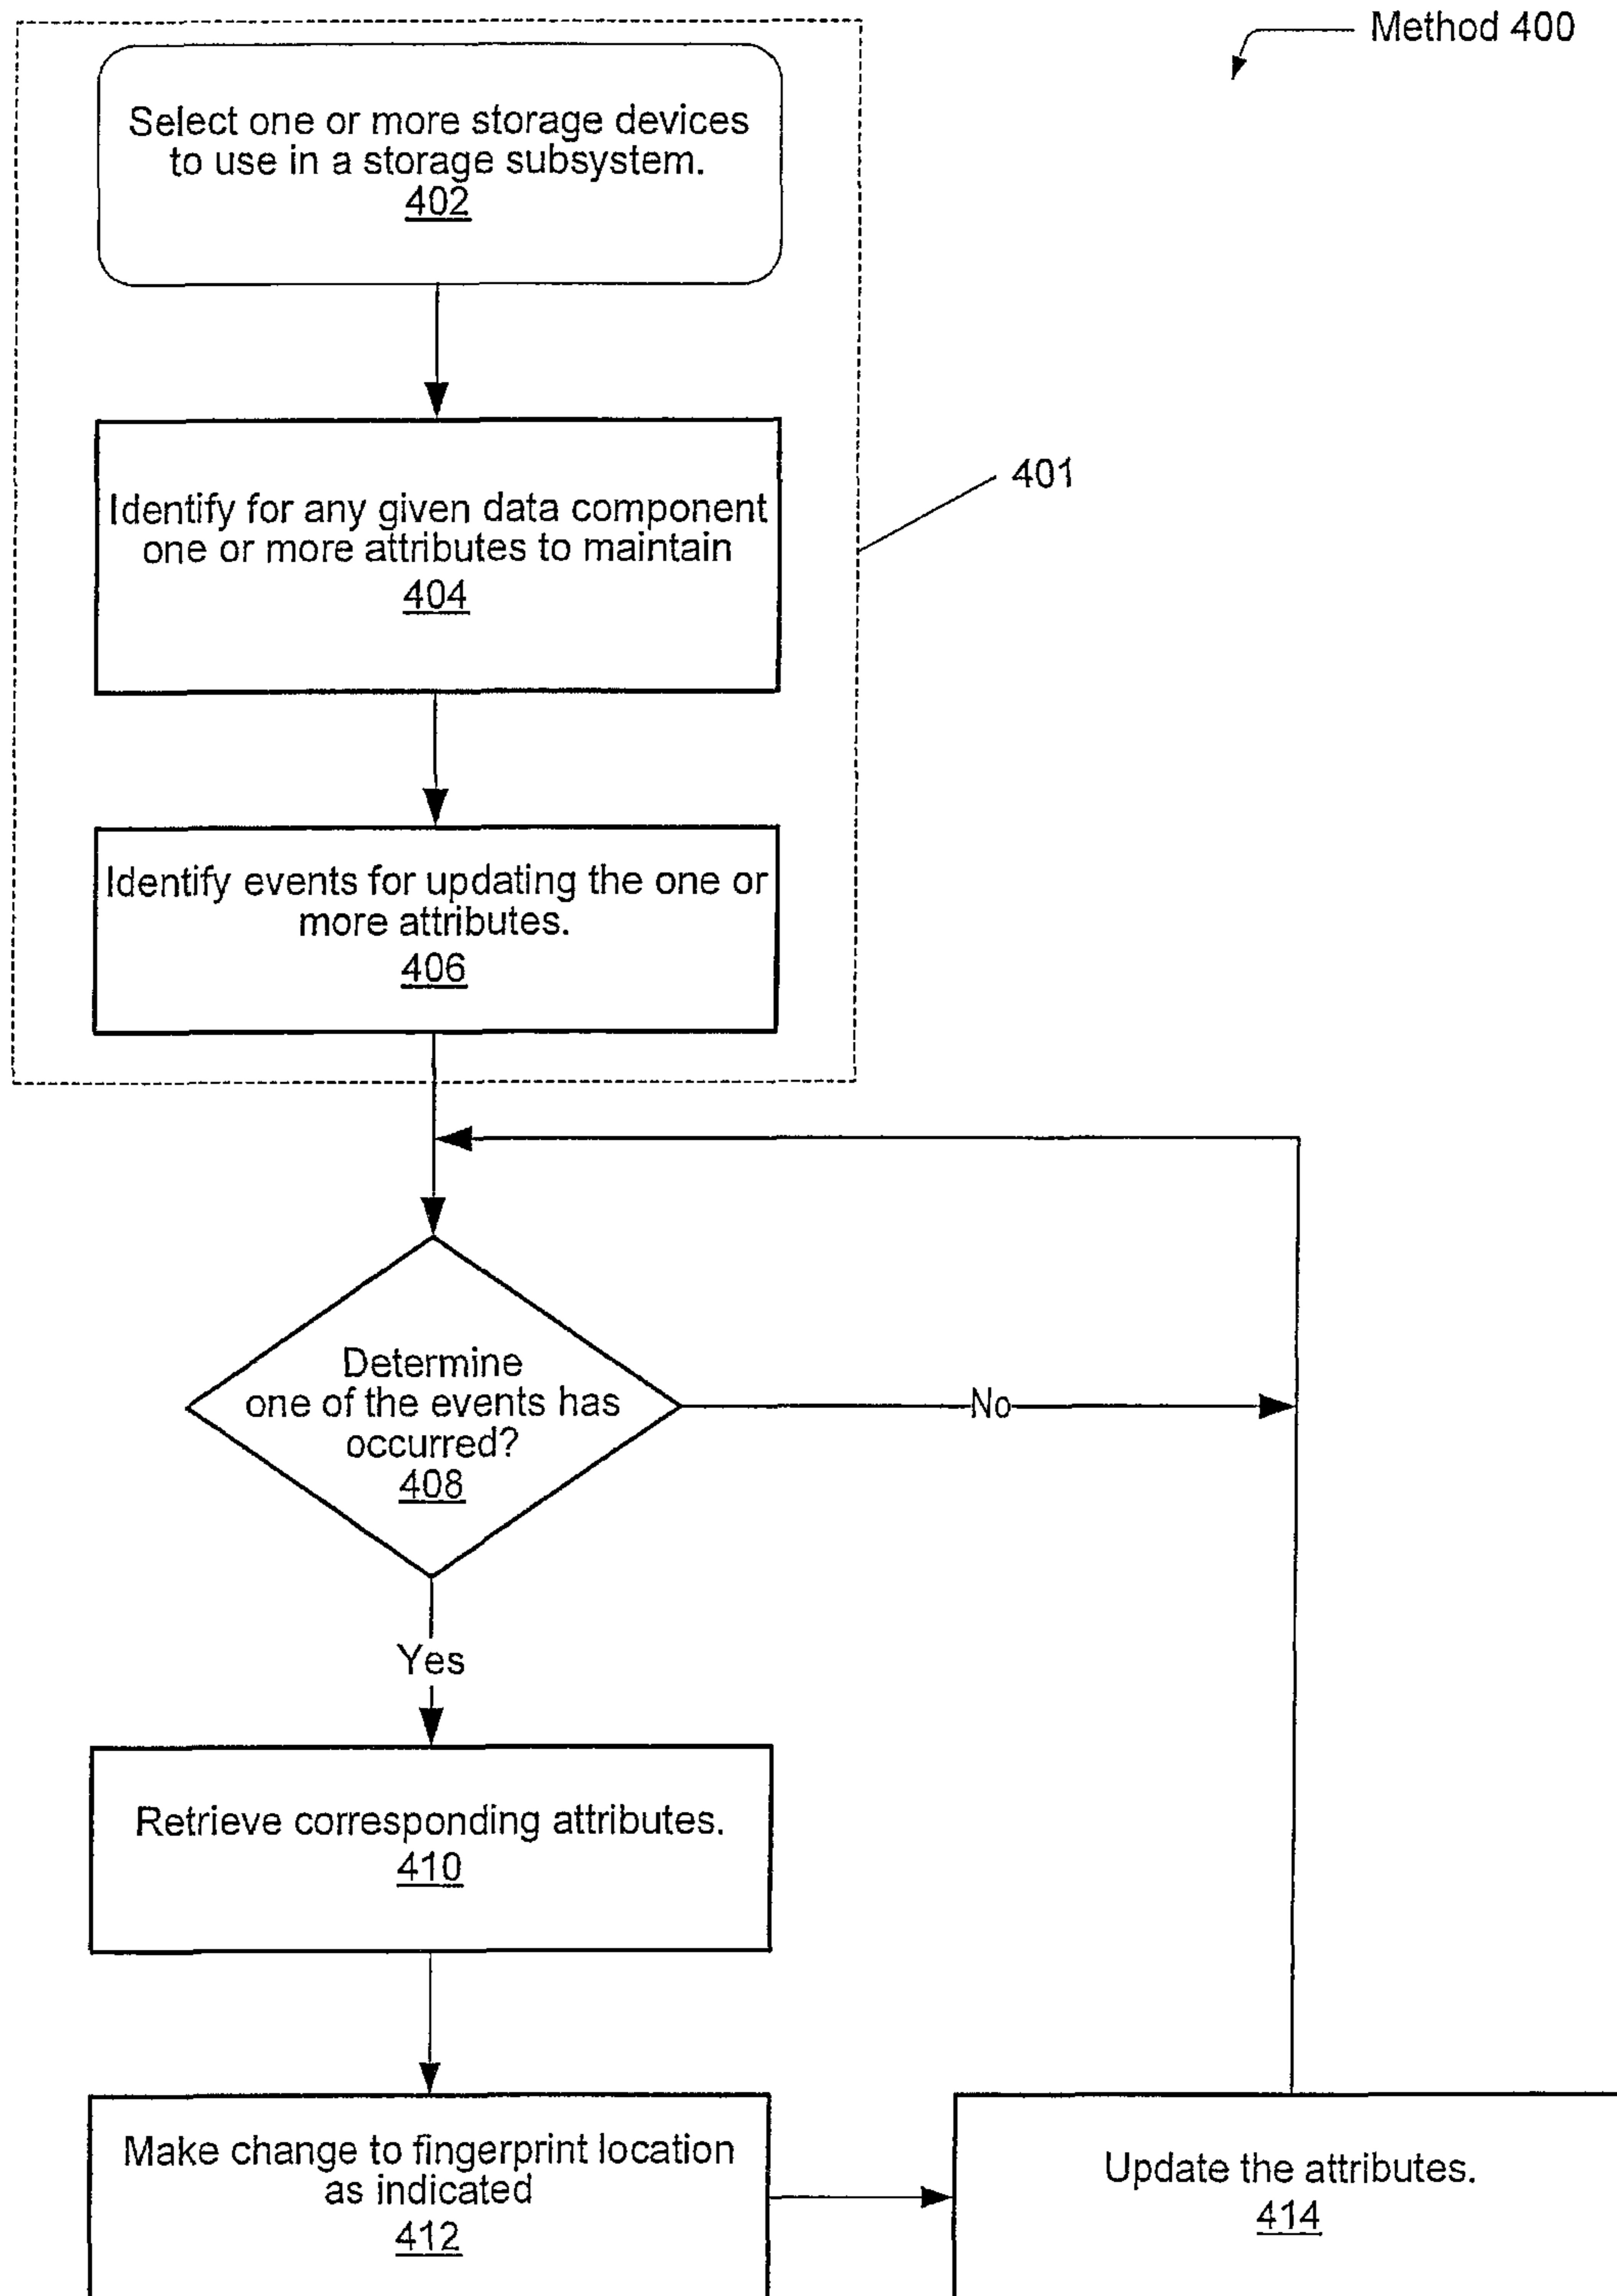 Method 400
Select one or more storage devices
to use in a storage subsystem.
402
Identify for any given data component
one or more attributes to maintain
404
401
Identify events for updating the one or
more attributes.
406
Determine
one of the events has
occurred?
408
No
Yes
Retrieve corresponding attributes.
410
Make change to fingerprint location
as indicated
412
Update the attributes.
414